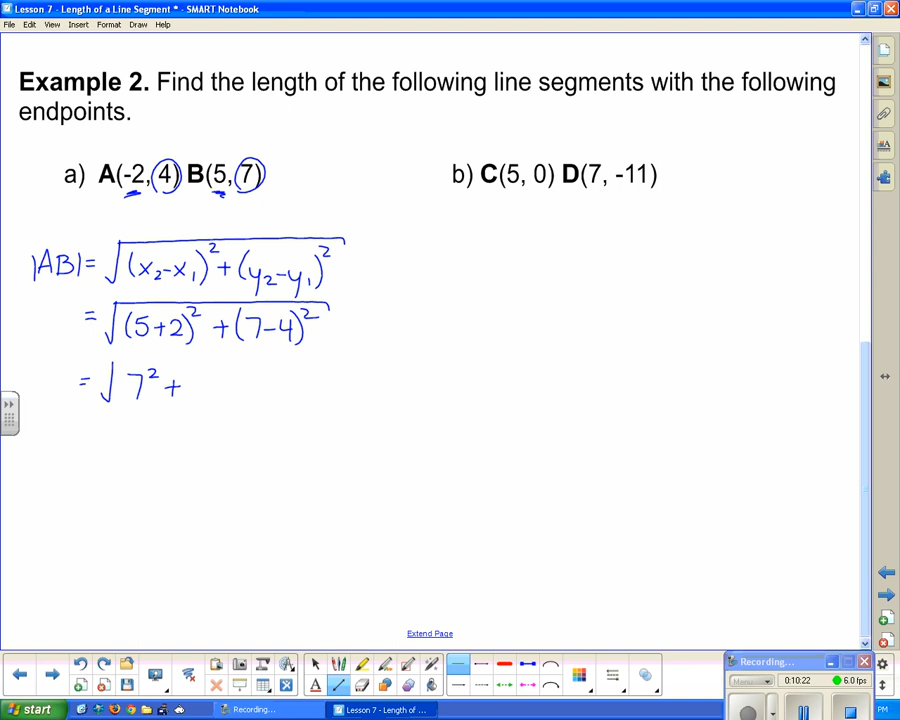 Lesson 7 - Length of a Line Segment * - SMART Notebook
File Edit View Insert Format Draw Help
Example 2. Find the length of the following line segments with the following
endpoints.
a) A(-2, 4) B(5, 7)
b) C(5, 0) D(7, -11)
|AB| = √(x₂-x₁)² + (y₂-y₁)²
= √(5+2)² + (7-4)²
= √7² +
Extend Page
Recording...
Menu
0:10:22
6.0 fps
start
Recording...
Lesson 7 - Length of ...
PM